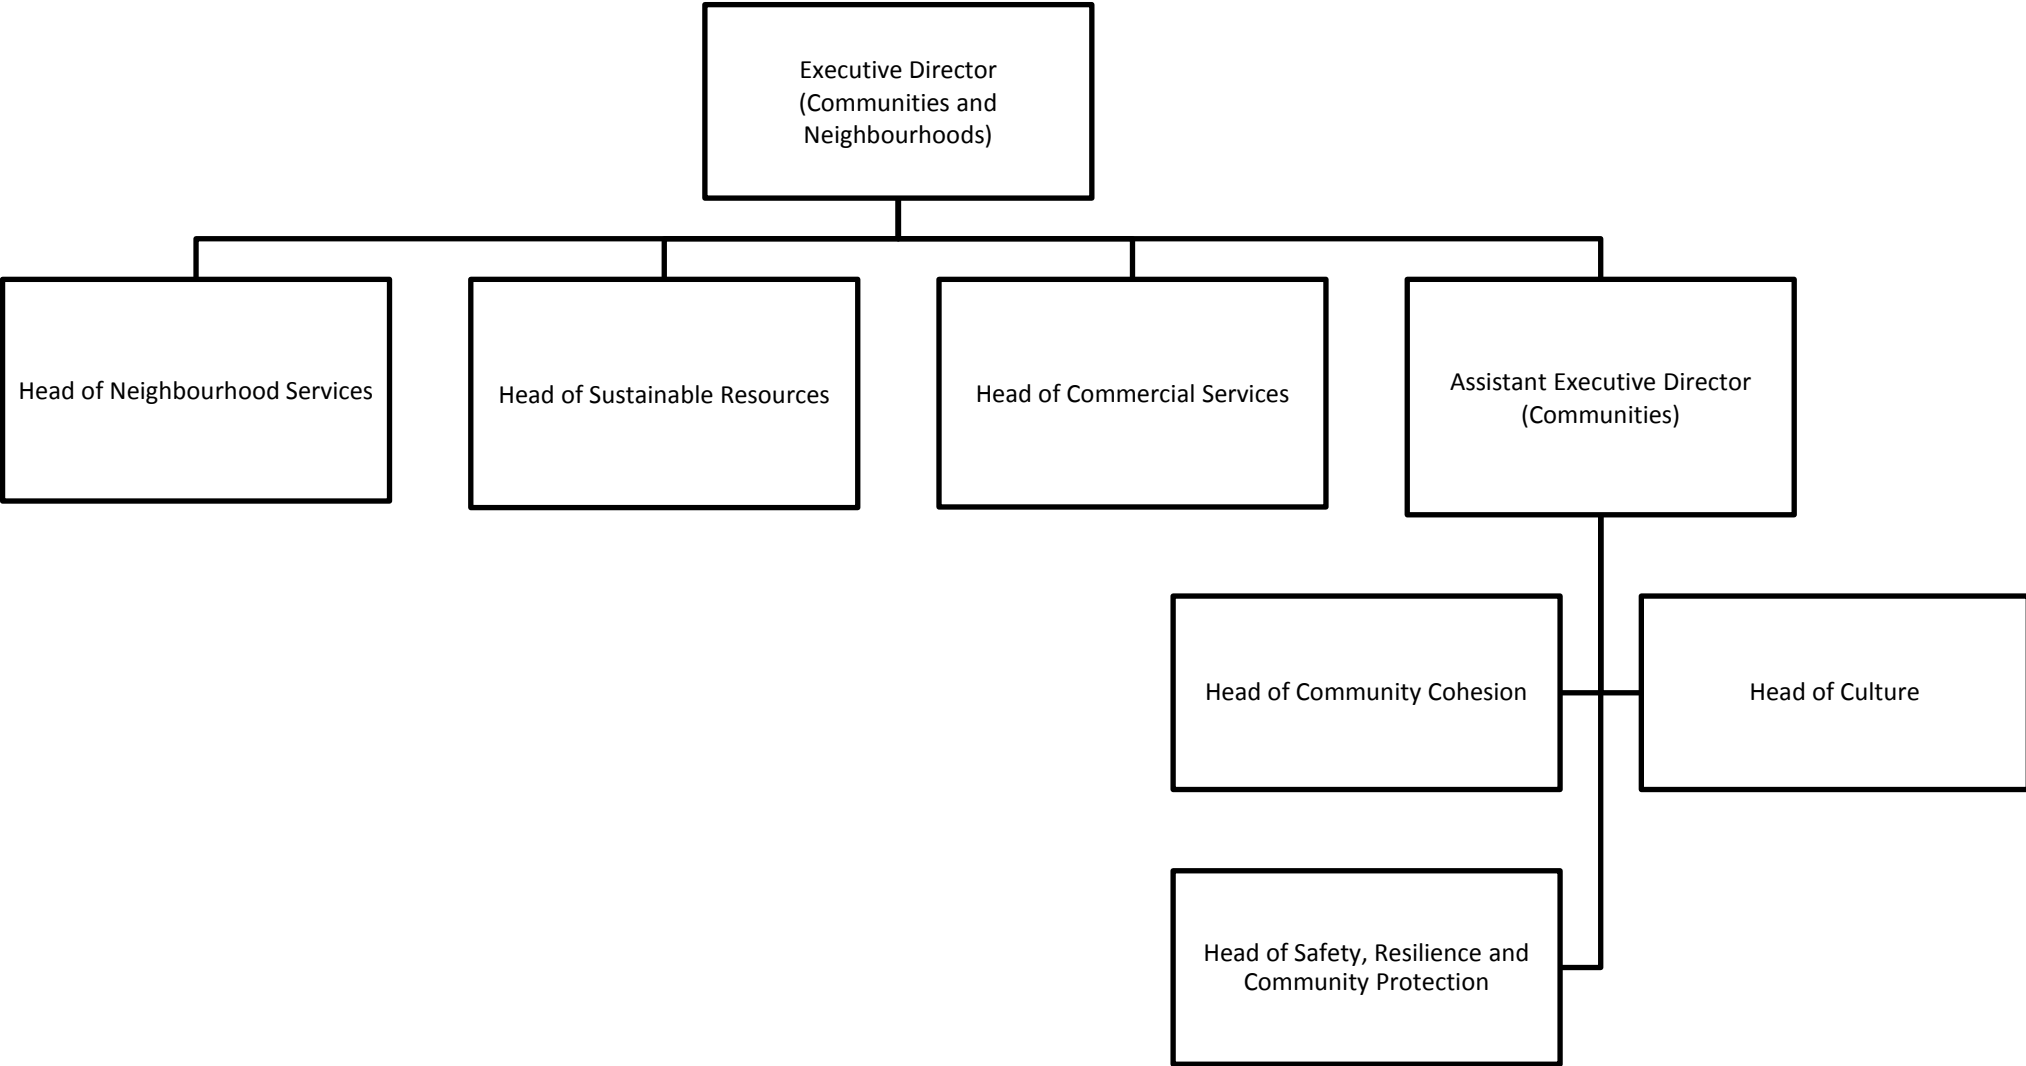 Executive Director
(Communities and
Neighbourhoods)
Head of Neighbourhood Services
Head of Sustainable Resources
Head of Commercial Services
Assistant Executive Director
(Communities)
Head of Community Cohesion
Head of Culture
Head of Safety, Resilience and
Community Protection